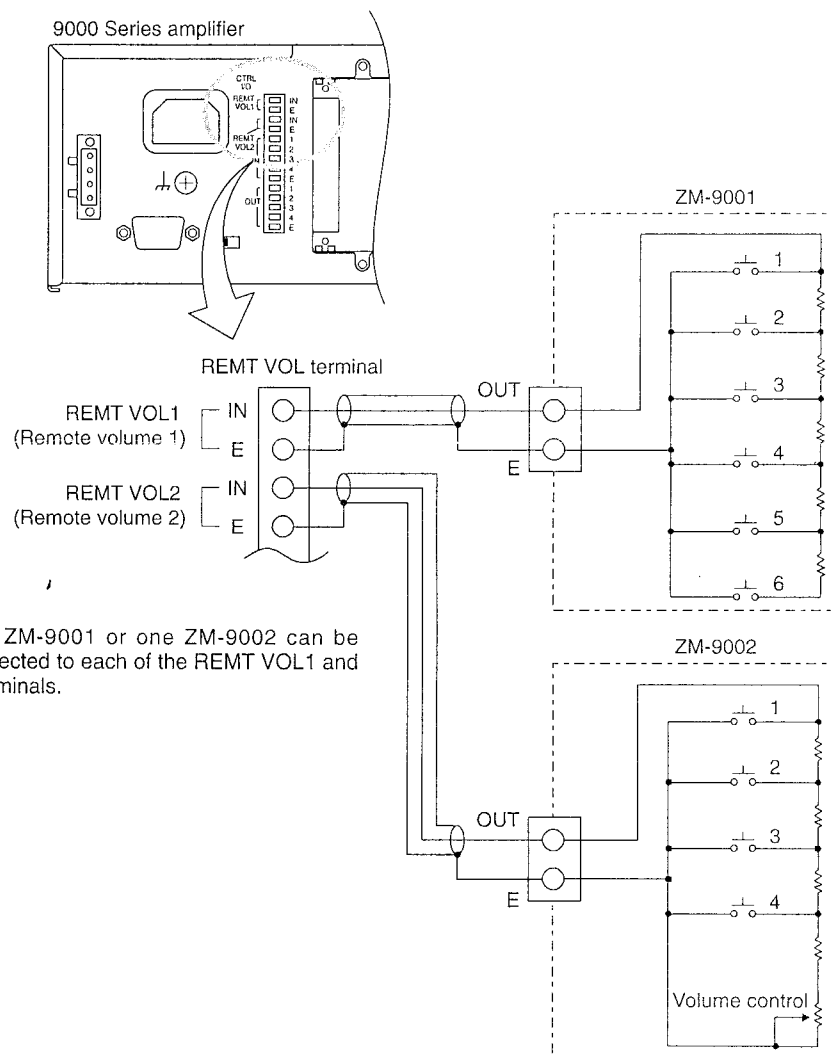 9000 Series amplifier
CTRL
I/O
REMT
VOL1
IN
E
IN
E
REMT
VOL2
1
2
3
4
E
OUT
1
2
3
4
E
REMT VOL terminal
REMT VOL1
(Remote volume 1)
IN
E
REMT VOL2
(Remote volume 2)
IN
E
ZM-9001
OUT
E
1
2
3
4
5
6
ZM-9001 or one ZM-9002 can be
ected to each of the REMT VOL1 and
minals.
ZM-9002
OUT
E
1
2
3
4
Volume control